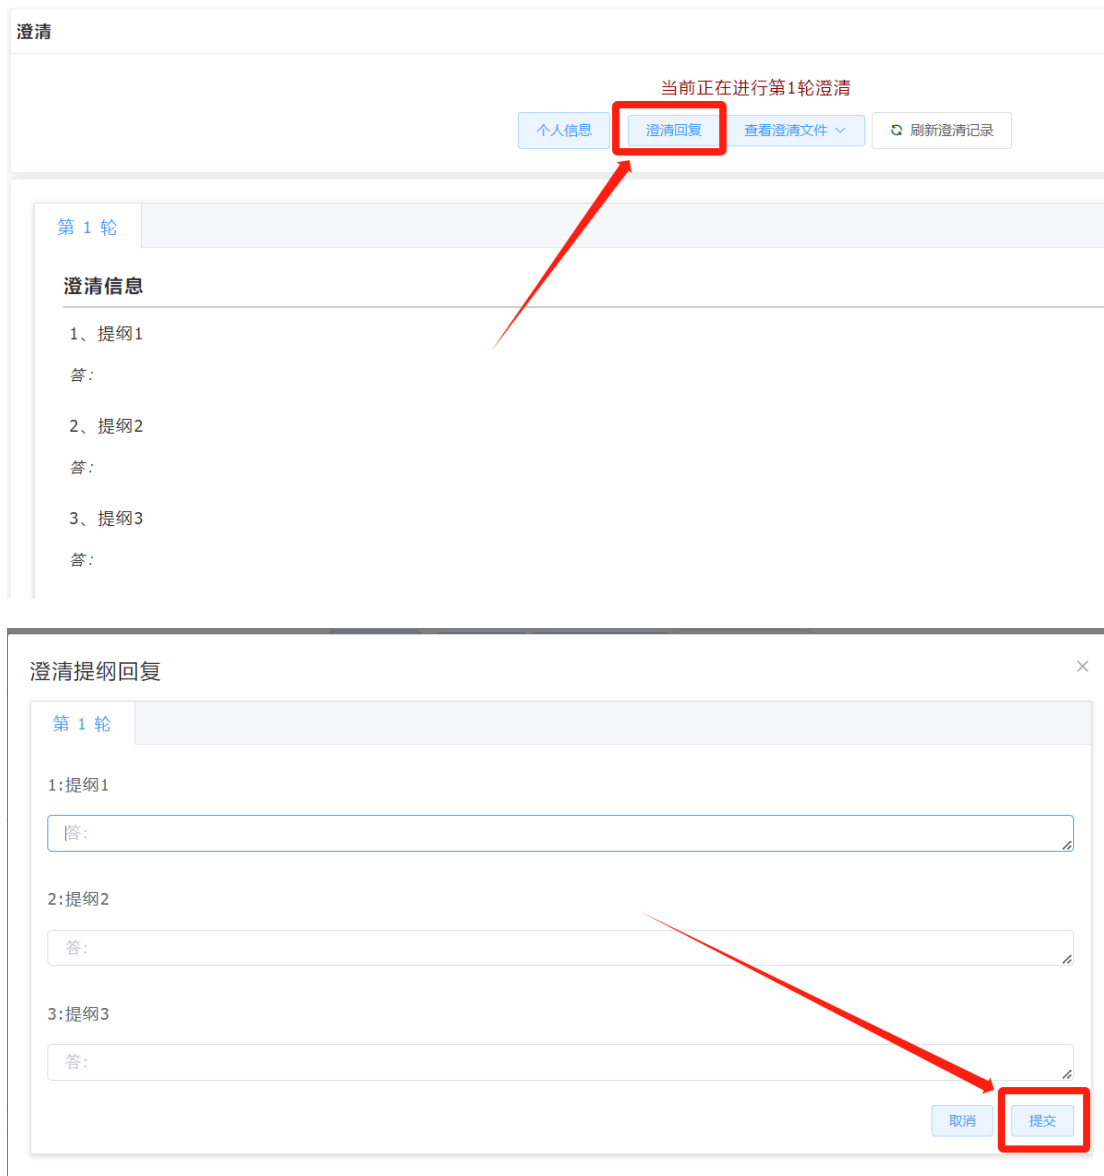 澄清
当前正在进行第1轮澄清
个人信息 澄清回复 查看澄清文件 刷新澄清记录
第 1 轮
澄清信息
1、提纲1
答：
2、提纲2
答：
3、提纲3
答：
澄清提纲回复
第 1 轮
1:提纲1
答:
2:提纲2
答:
3:提纲3
答:
取消 提交